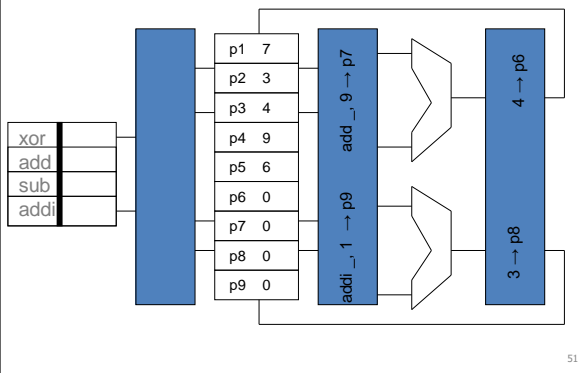 xor
add
sub
addi
p1 7
p2 3
p3 4
p4 9
p5 6
p6 0
p7 0
p8 0
p9 0
add _, 9 → p7
addi _, 1 → p9
4 → p6
3 → p8
51